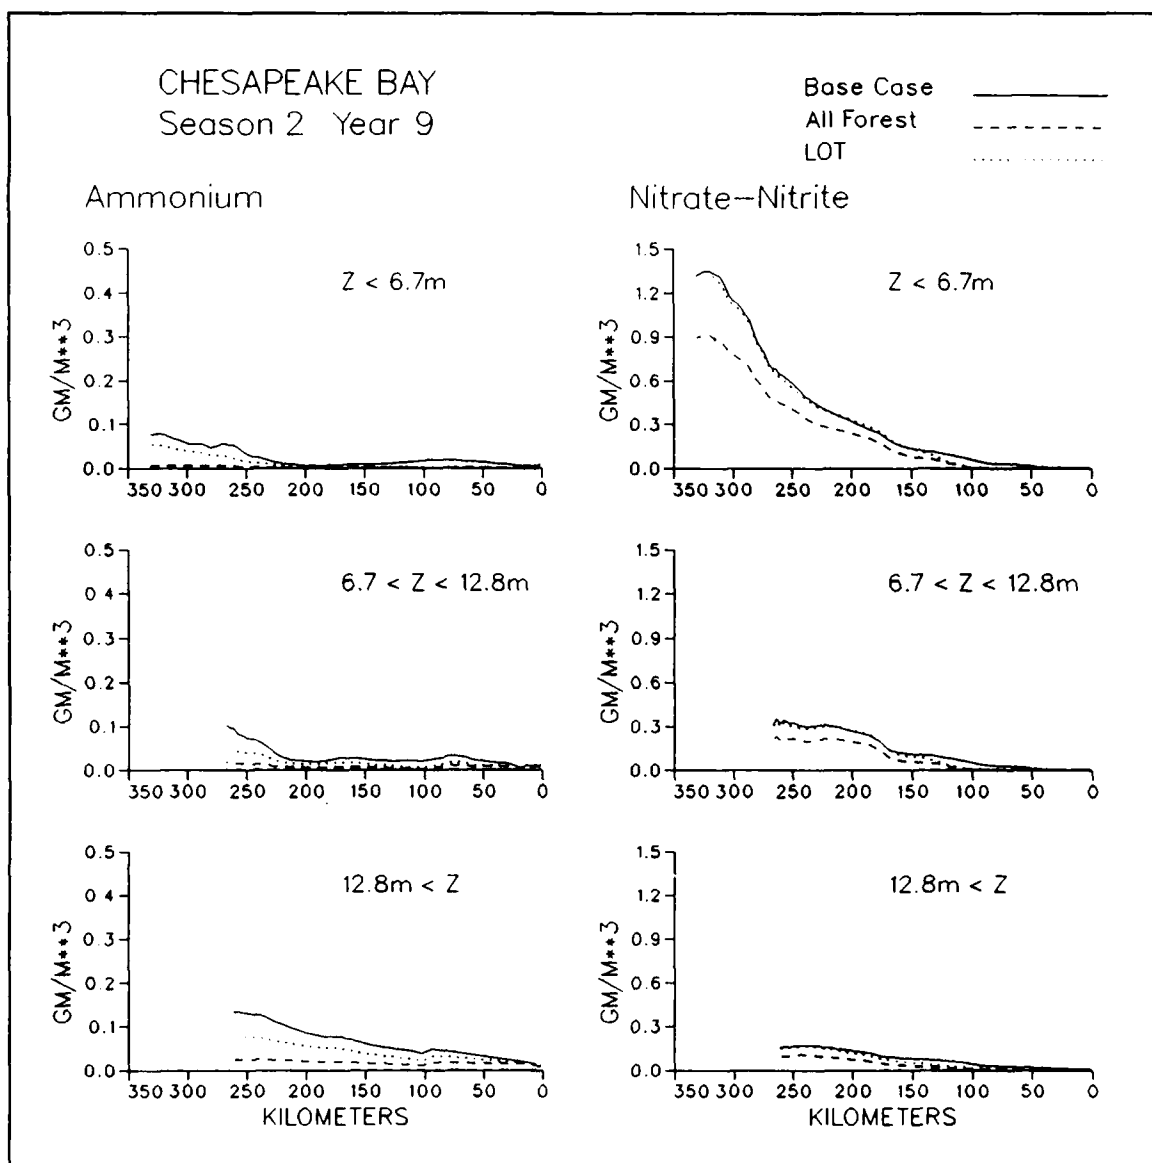 CHESAPEAKE BAY
Season 2 Year 9
Base Case
All Forest
LOT
Ammonium
Nitrate-Nitrite
0.5
0.4
0.3
0.2
0.1
0.0
GM/M**3
Z < 6.7m
350 300 250 200 150 100 50 0
1.5
1.2
0.9
0.6
0.3
0.0
GM/M**3
Z < 6.7m
350 300 250 200 150 100 50 0
0.5
0.4
0.3
0.2
0.1
0.0
GM/M**3
6.7 < Z < 12.8m
350 300 250 200 150 100 50 0
1.5
1.2
0.9
0.6
0.3
0.0
GM/M**3
6.7 < Z < 12.8m
350 300 250 200 150 100 50 0
0.5
0.4
0.3
0.2
0.1
0.0
GM/M**3
12.8m < Z
350 300 250 200 150 100 50 0
KILOMETERS
1.5
1.2
0.9
0.6
0.3
0.0
GM/M**3
12.8m < Z
350 300 250 200 150 100 50 0
KILOMETERS